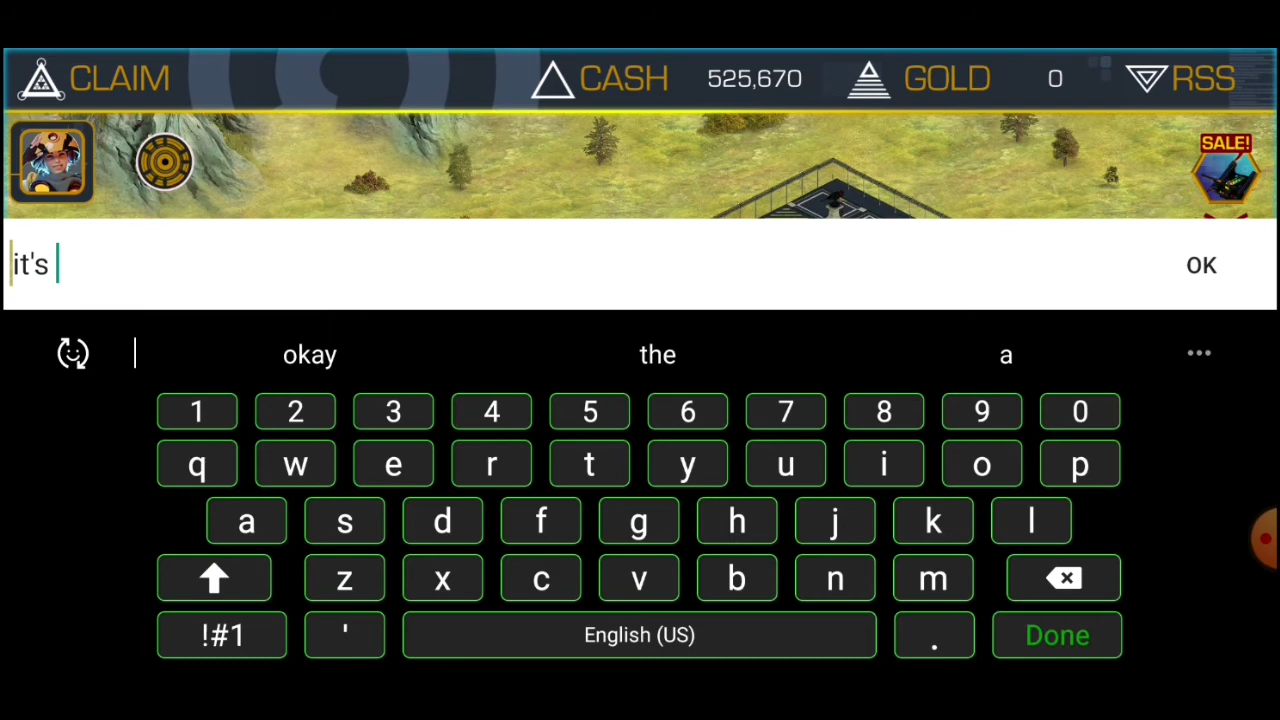 CLAIM CASH 525,670 GOLD 0 RSS
SALE!
it's OK
okay the a
1 2 3 4 5 6 7 8 9 0
q w e r t y u i o p
a s d f g h j k l
z x c v b n m
!#1 ' English (US) . Done